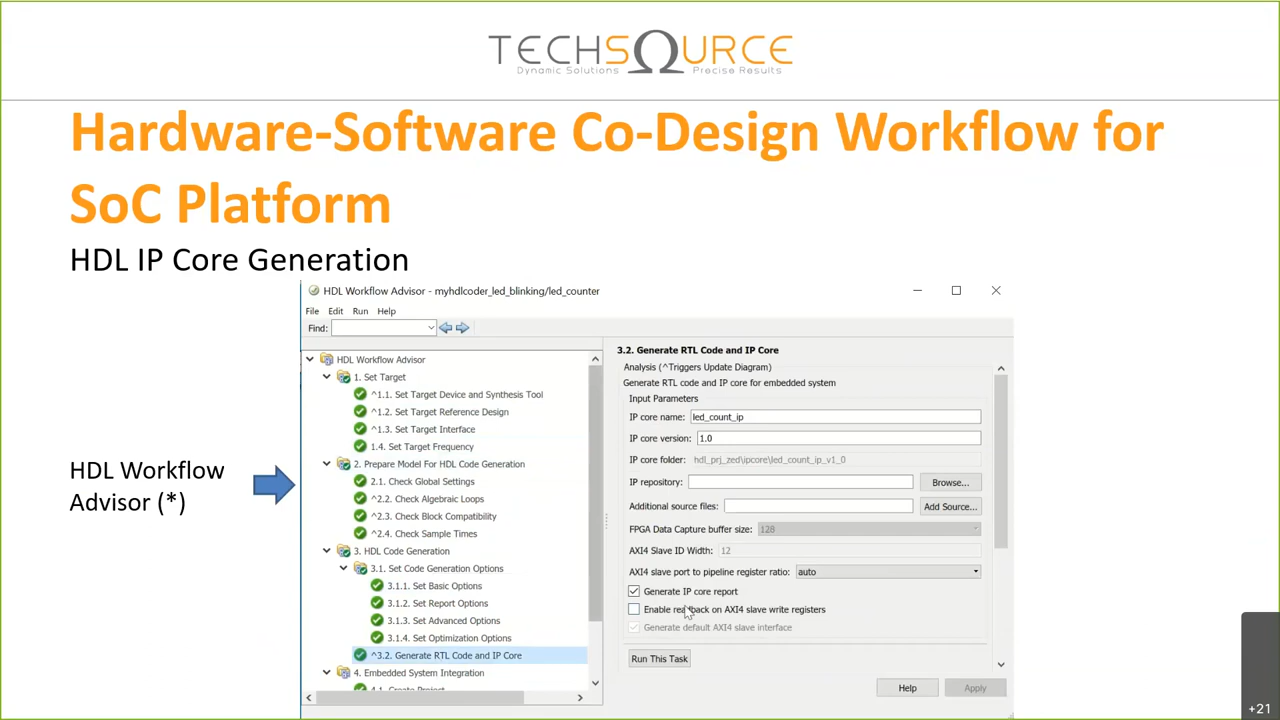 TECHSOURCE
Dynamic Solutions Precise Results
Hardware-Software Co-Design Workflow for
SoC Platform
HDL IP Core Generation
HDL Workflow
Advisor (*)
HDL Workflow Advisor - myhdlcoder_led_blinking/led_counter
File Edit Run Help
Find:
HDL Workflow Advisor
1. Set Target
^1.1. Set Target Device and Synthesis Tool
^1.2. Set Target Reference Design
^1.3. Set Target Interface
1.4. Set Target Frequency
2. Prepare Model For HDL Code Generation
2.1. Check Global Settings
^2.2. Check Algebraic Loops
^2.3. Check Block Compatibility
^2.4. Check Sample Times
3. HDL Code Generation
3.1. Set Code Generation Options
3.1.1. Set Basic Options
3.1.2. Set Report Options
3.1.3. Set Advanced Options
3.1.4. Set Optimization Options
^3.2. Generate RTL Code and IP Core
4. Embedded System Integration
4.1. Create Project
3.2. Generate RTL Code and IP Core
Analysis (^Triggers Update Diagram)
Generate RTL code and IP core for embedded system
Input Parameters
IP core name: led_count_ip
IP core version: 1.0
IP core folder: hdl_prj_zed\ipcore\led_count_ip_v1_0
IP repository: Browse...
Additional source files: Add Source...
FPGA Data Capture buffer size: 128
AXI4 Slave ID Width: 12
AXI4 slave port to pipeline register ratio: auto
Generate IP core report
Enable readback on AXI4 slave write registers
Generate default AXI4 slave interface
Run This Task
Help Apply
+21